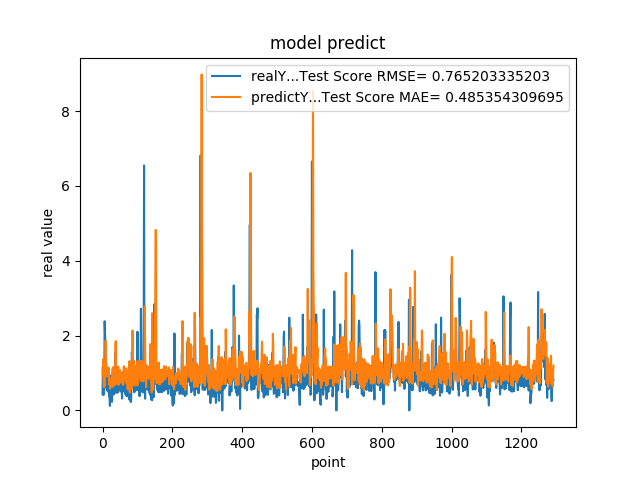 model predict
realY...Test Score RMSE= 0.765203335203
predictY...Test Score MAE= 0.485354309695
real value
8
6
4
2
0
0 200 400 600 800 1000 1200
point